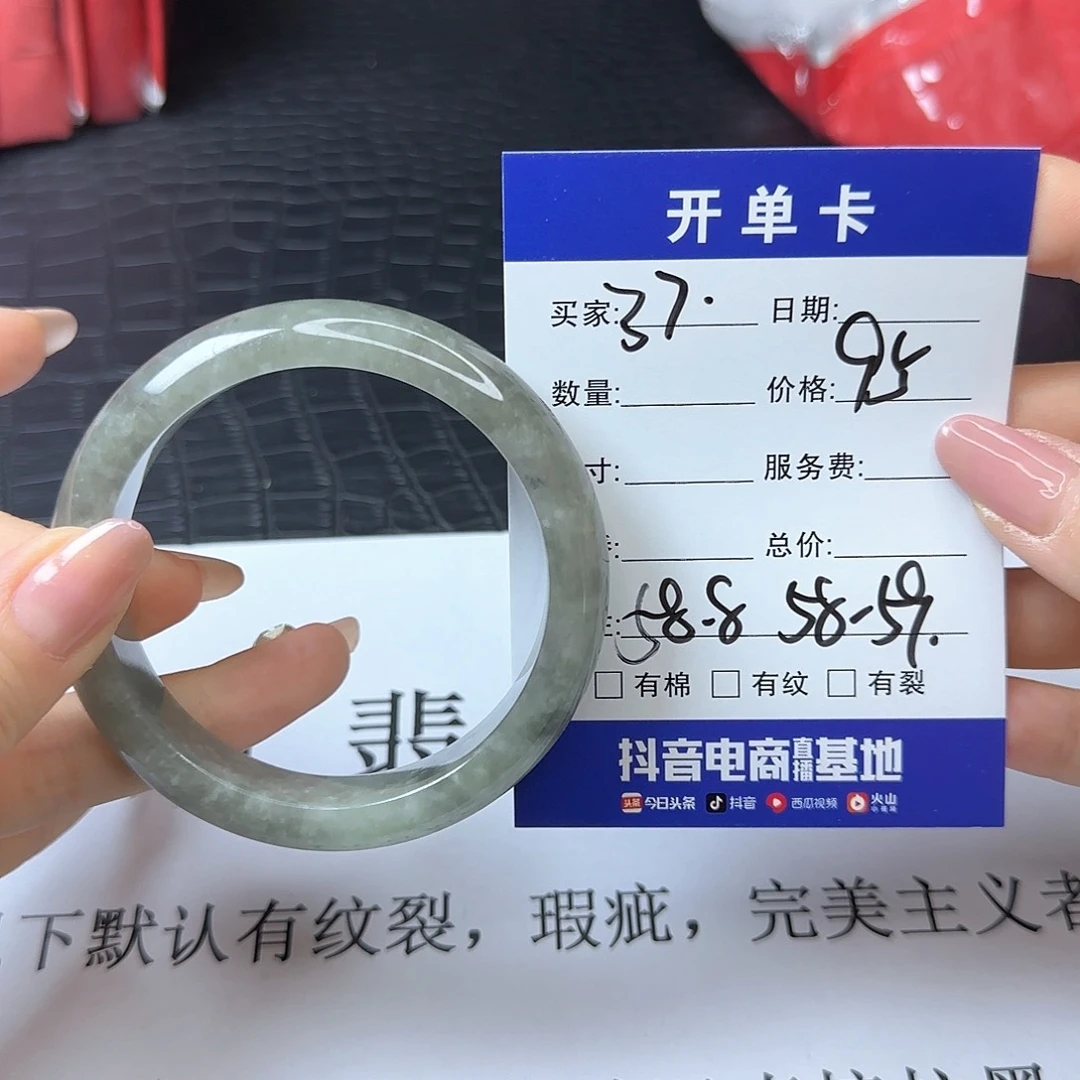 开单卡
买家:37. 日期:
数量: 价格:95
寸: 服务费:
总价:
58-8 58-59.
□有棉 □有纹 □有裂
抖音电商直播基地
头条 今日头条 抖音 西瓜视频 火山
翡
下默认有纹裂，瑕疵，完美主义者